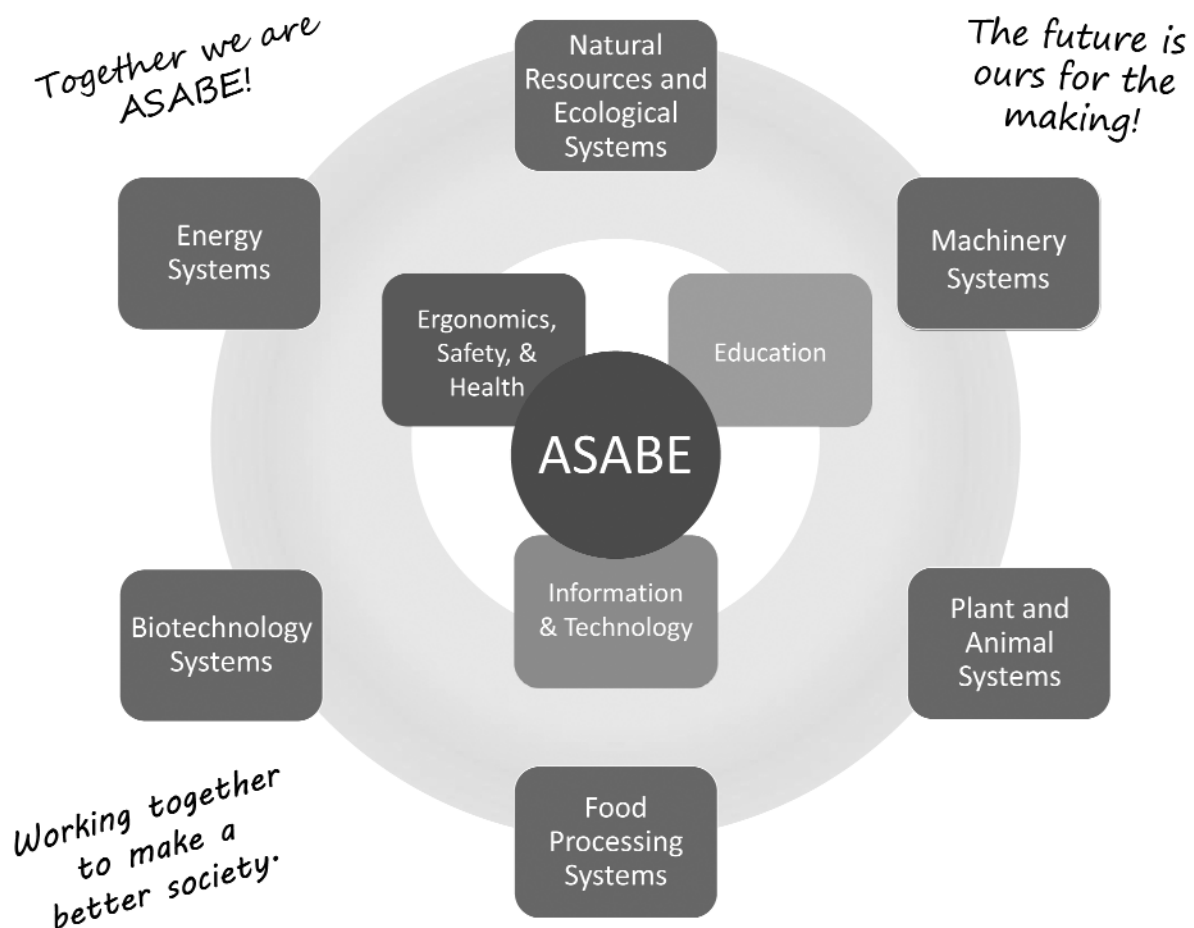 Together we are
ASABE!
The future is
ours for the
making!
Natural
Resources and
Ecological
Systems
Energy
Systems
Machinery
Systems
Ergonomics,
Safety, &
Health
Education
ASABE
Information
& Technology
Biotechnology
Systems
Plant and
Animal
Systems
Food
Processing
Systems
Working together
to make a
better society.